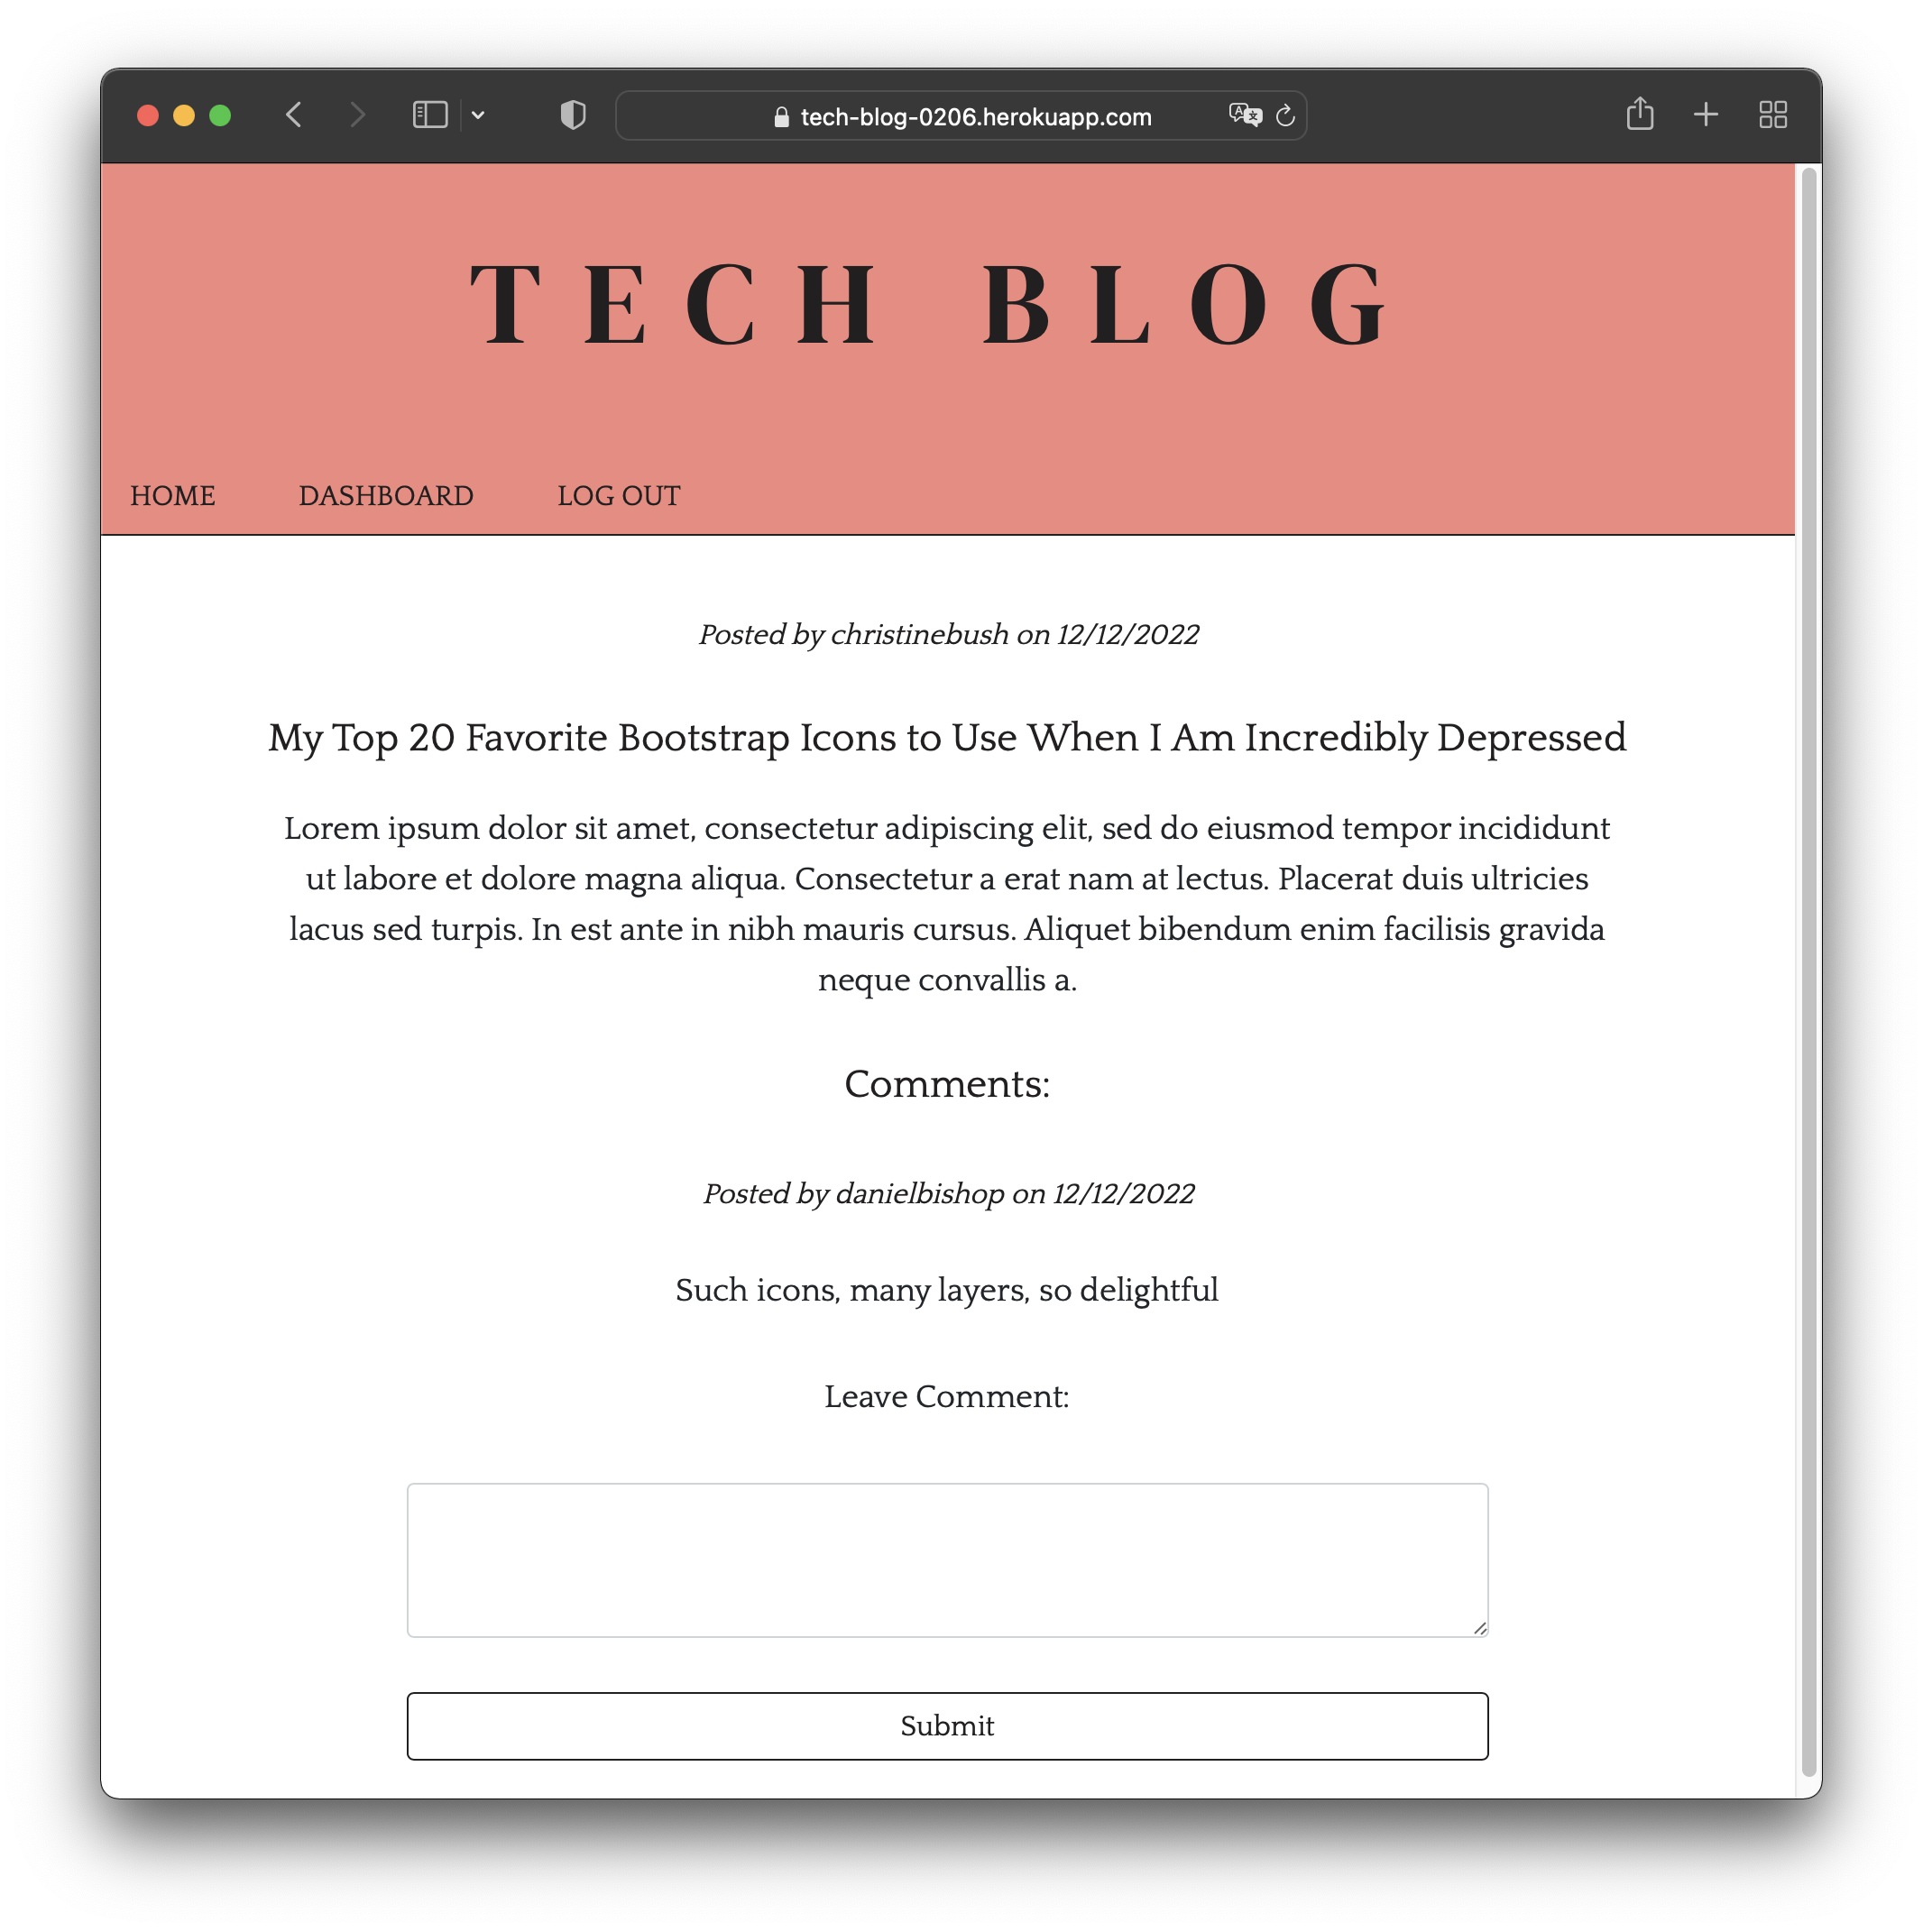 tech-blog-0206.herokuapp.com
TECH BLOG
HOME DASHBOARD LOG OUT
Posted by christinebush on 12/12/2022
My Top 20 Favorite Bootstrap Icons to Use When I Am Incredibly Depressed
Lorem ipsum dolor sit amet, consectetur adipiscing elit, sed do eiusmod tempor incididunt
ut labore et dolore magna aliqua. Consectetur a erat nam at lectus. Placerat duis ultricies
lacus sed turpis. In est ante in nibh mauris cursus. Aliquet bibendum enim facilisis gravida
neque convallis a.
Comments:
Posted by danielbishop on 12/12/2022
Such icons, many layers, so delightful
Leave Comment:
Submit